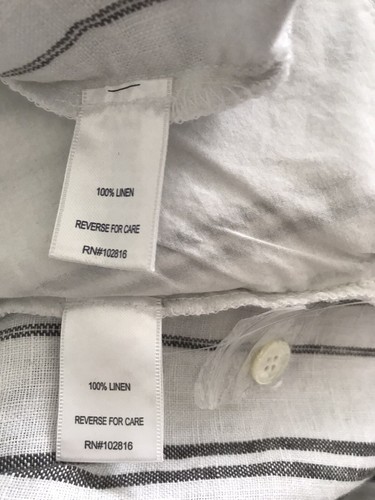 100% LINEN
REVERSE FOR CARE
RN#102816
100% LINEN
REVERSE FOR CARE
RN#102816